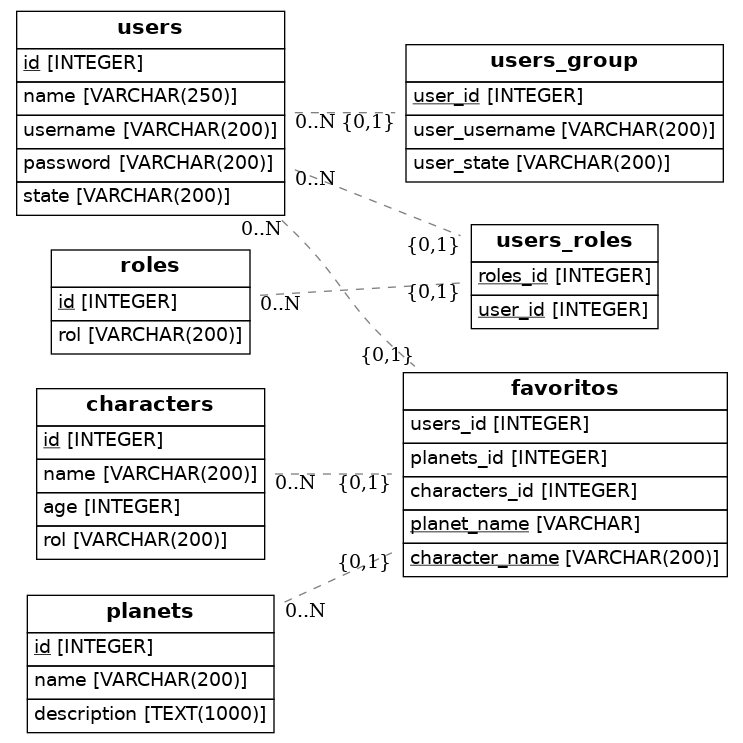 users
id [INTEGER]
name [VARCHAR(250)]
username [VARCHAR(200)]
password [VARCHAR(200)]
state [VARCHAR(200)]
users_group
user_id [INTEGER]
user_username [VARCHAR(200)]
user_state [VARCHAR(200)]
0..N {0,1}
0..N
{0,1}
0..N
users_roles
roles_id [INTEGER]
user_id [INTEGER]
roles
id [INTEGER]
rol [VARCHAR(200)]
0..N
{0,1}
{0,1}
characters
id [INTEGER]
name [VARCHAR(200)]
age [INTEGER]
rol [VARCHAR(200)]
0..N {0,1}
favoritos
users_id [INTEGER]
planets_id [INTEGER]
characters_id [INTEGER]
planet_name [VARCHAR]
character_name [VARCHAR(200)]
{0,1}
0..N
planets
id [INTEGER]
name [VARCHAR(200)]
description [TEXT(1000)]